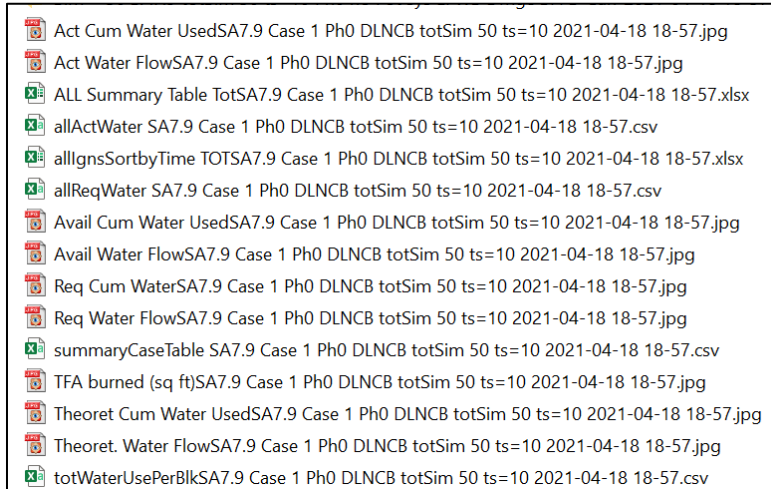 Act Cum Water UsedSA7.9 Case 1 Ph0 DLNCB totSim 50 ts=10 2021-04-18 18-57.jpg
Act Water FlowSA7.9 Case 1 Ph0 DLNCB totSim 50 ts=10 2021-04-18 18-57.jpg
ALL Summary Table TotSA7.9 Case 1 Ph0 DLNCB totSim 50 ts=10 2021-04-18 18-57.xlsx
allActWater SA7.9 Case 1 Ph0 DLNCB totSim 50 ts=10 2021-04-18 18-57.csv
allIgnsSortbyTime TOTSA7.9 Case 1 Ph0 DLNCB totSim 50 ts=10 2021-04-18 18-57.xlsx
allReqWater SA7.9 Case 1 Ph0 DLNCB totSim 50 ts=10 2021-04-18 18-57.csv
Avail Cum Water UsedSA7.9 Case 1 Ph0 DLNCB totSim 50 ts=10 2021-04-18 18-57.jpg
Avail Water FlowSA7.9 Case 1 Ph0 DLNCB totSim 50 ts=10 2021-04-18 18-57.jpg
Req Cum WaterSA7.9 Case 1 Ph0 DLNCB totSim 50 ts=10 2021-04-18 18-57.jpg
Req Water FlowSA7.9 Case 1 Ph0 DLNCB totSim 50 ts=10 2021-04-18 18-57.jpg
summaryCaseTable SA7.9 Case 1 Ph0 DLNCB totSim 50 ts=10 2021-04-18 18-57.csv
TFA burned (sq ft)SA7.9 Case 1 Ph0 DLNCB totSim 50 ts=10 2021-04-18 18-57.jpg
Theoret Cum Water UsedSA7.9 Case 1 Ph0 DLNCB totSim 50 ts=10 2021-04-18 18-57.jpg
Theoret. Water FlowSA7.9 Case 1 Ph0 DLNCB totSim 50 ts=10 2021-04-18 18-57.jpg
totWaterUsePerBlkSA7.9 Case 1 Ph0 DLNCB totSim 50 ts=10 2021-04-18 18-57.csv